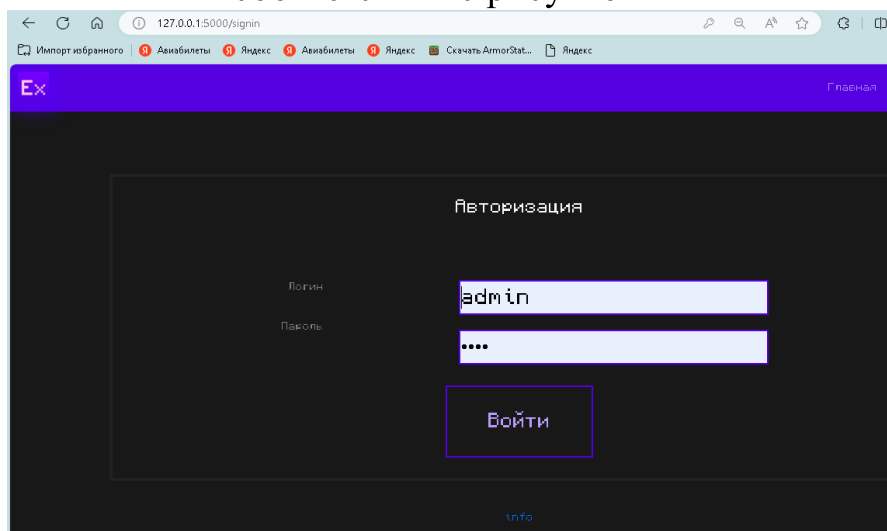 127.0.0.1:5000/signin
Импорт избранного Авиабилеты Яндекс Авиабилеты Яндекс Скачать ArmorStat... Яндекс
Ex Главная
Авторизация
Логин admin
Пароль ••••
Войти
info